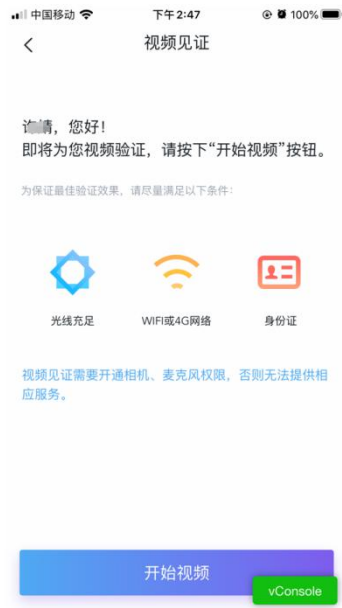 中国移动 下午2:47 100%
视频见证
婧，您好！
即将为您视频验证，请按下“开始视频”按钮。
为保证最佳验证效果，请尽量满足以下条件：
光线充足 WIFI或4G网络 身份证
视频见证需要开通相机、麦克风权限，否则无法提供相
应服务。
开始视频
vConsole